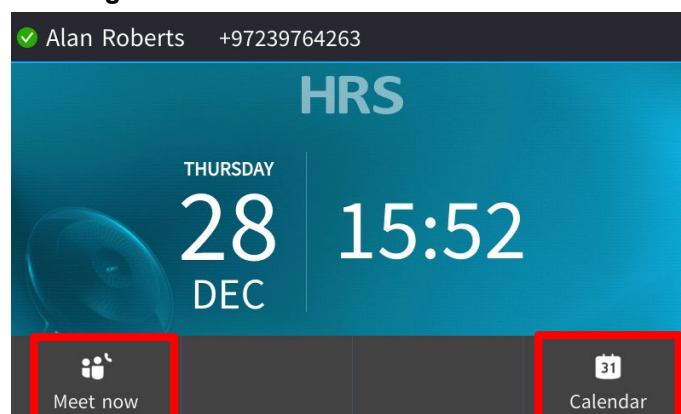 Alan Roberts +97239764263
HRS
THURSDAY
28
DEC
15:52
31
Meet now
Calendar